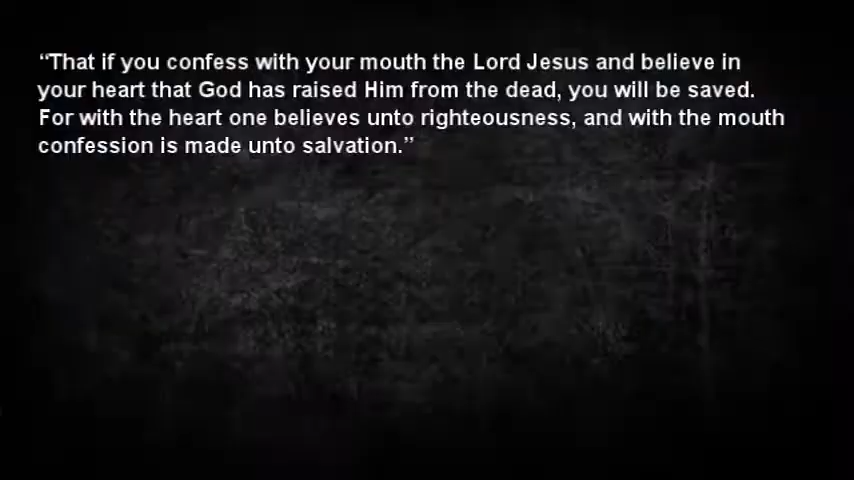 “That if you confess with your mouth the Lord Jesus and believe in
your heart that God has raised Him from the dead, you will be saved.
For with the heart one believes unto righteousness, and with the mouth
confession is made unto salvation.”